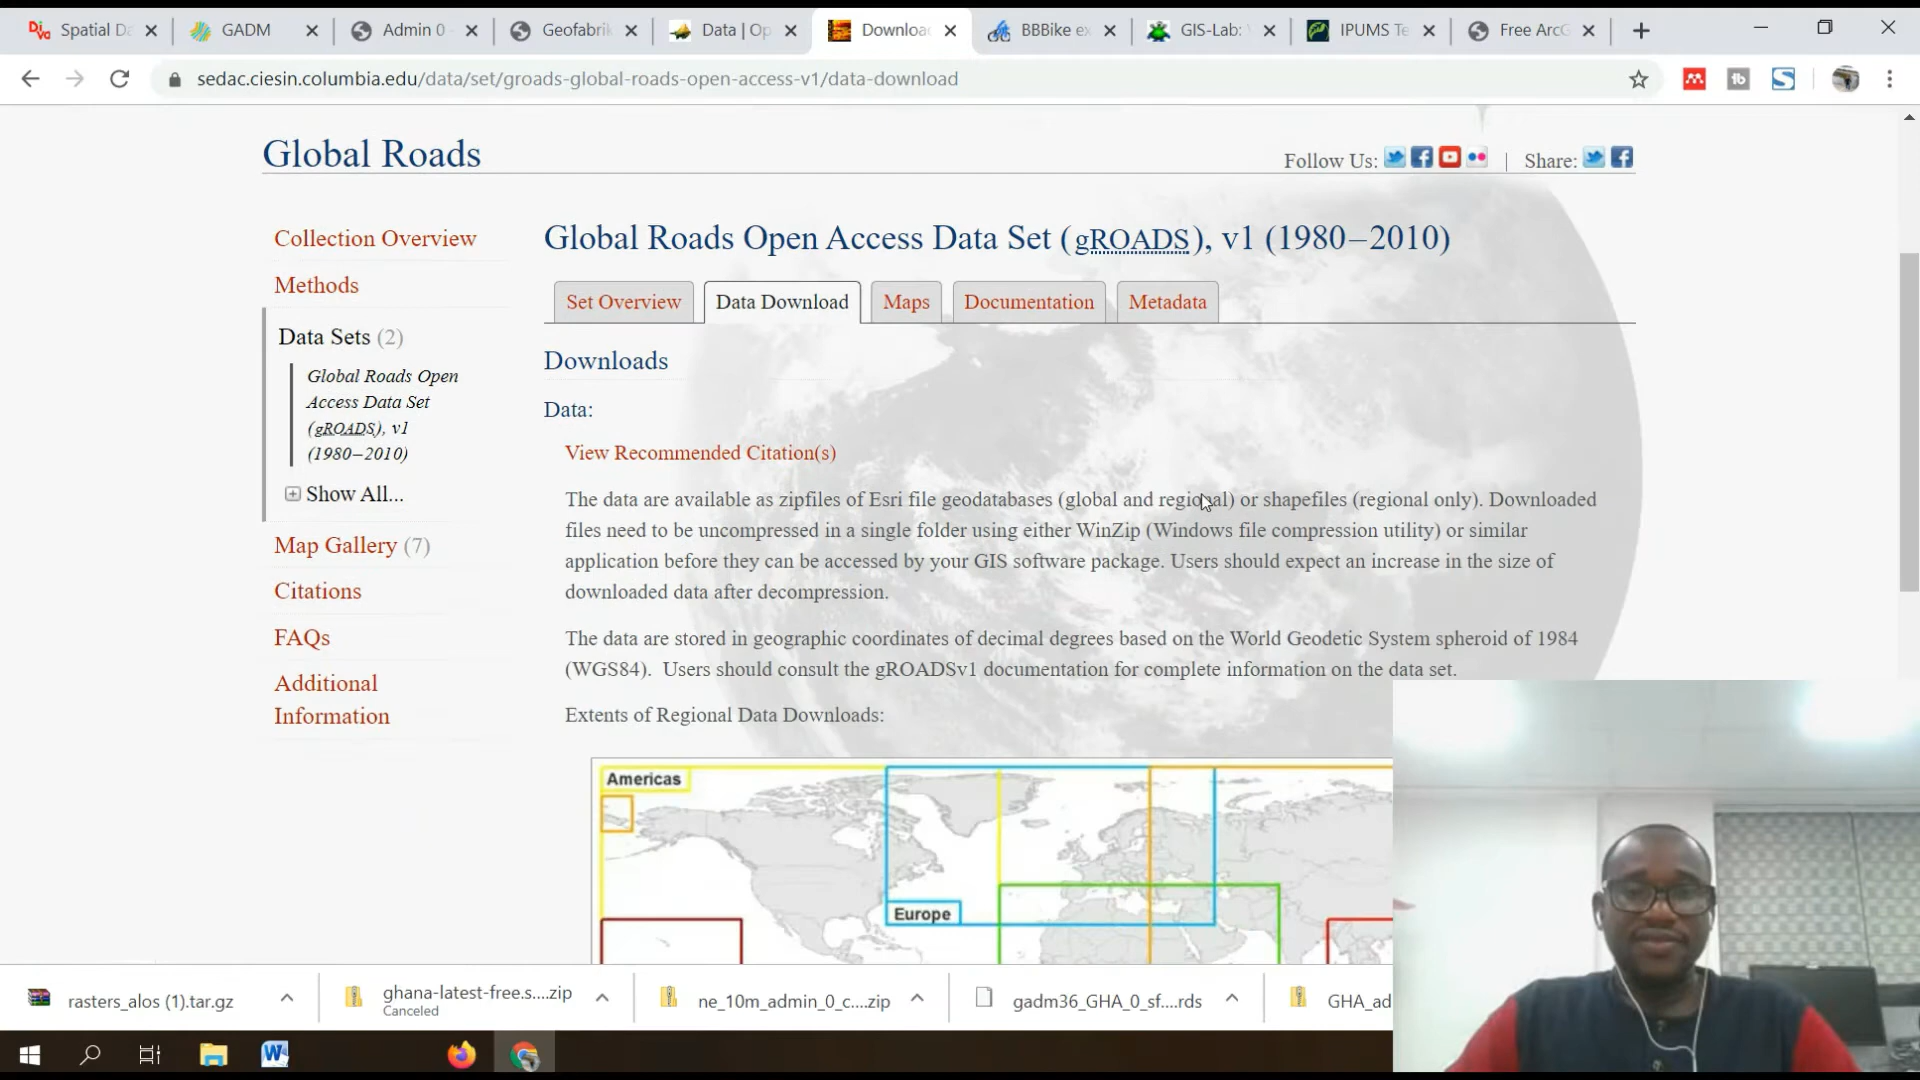 Spatial Da
GADM
Admin 0 -
Geofabrik
Data | Op
Download
BBBike ex
GIS-Lab: V
IPUMS Te
Free ArcG
sedac.ciesin.columbia.edu/data/set/groads-global-roads-open-access-v1/data-download
Global Roads
Follow Us:
|
Share:
Collection Overview
Methods
Data Sets (2)
Global Roads Open
Access Data Set
(gROADS), v1
(1980–2010)
Show All...
Map Gallery (7)
Citations
FAQs
Additional
Information
Global Roads Open Access Data Set (gROADS), v1 (1980–2010)
Set Overview
Data Download
Maps
Documentation
Metadata
Downloads
Data:
View Recommended Citation(s)
The data are available as zipfiles of Esri file geodatabases (global and regional) or shapefiles (regional only). Downloaded
files need to be uncompressed in a single folder using either WinZip (Windows file compression utility) or similar
application before they can be accessed by your GIS software package. Users should expect an increase in the size of
downloaded data after decompression.
The data are stored in geographic coordinates of decimal degrees based on the World Geodetic System spheroid of 1984
(WGS84). Users should consult the gROADSv1 documentation for complete information on the data set.
Extents of Regional Data Downloads:
Americas
Europe
rasters_alos (1).tar.gz
ghana-latest-free.s....zip
Canceled
ne_10m_admin_0_c....zip
gadm36_GHA_0_sf....rds
GHA_ad